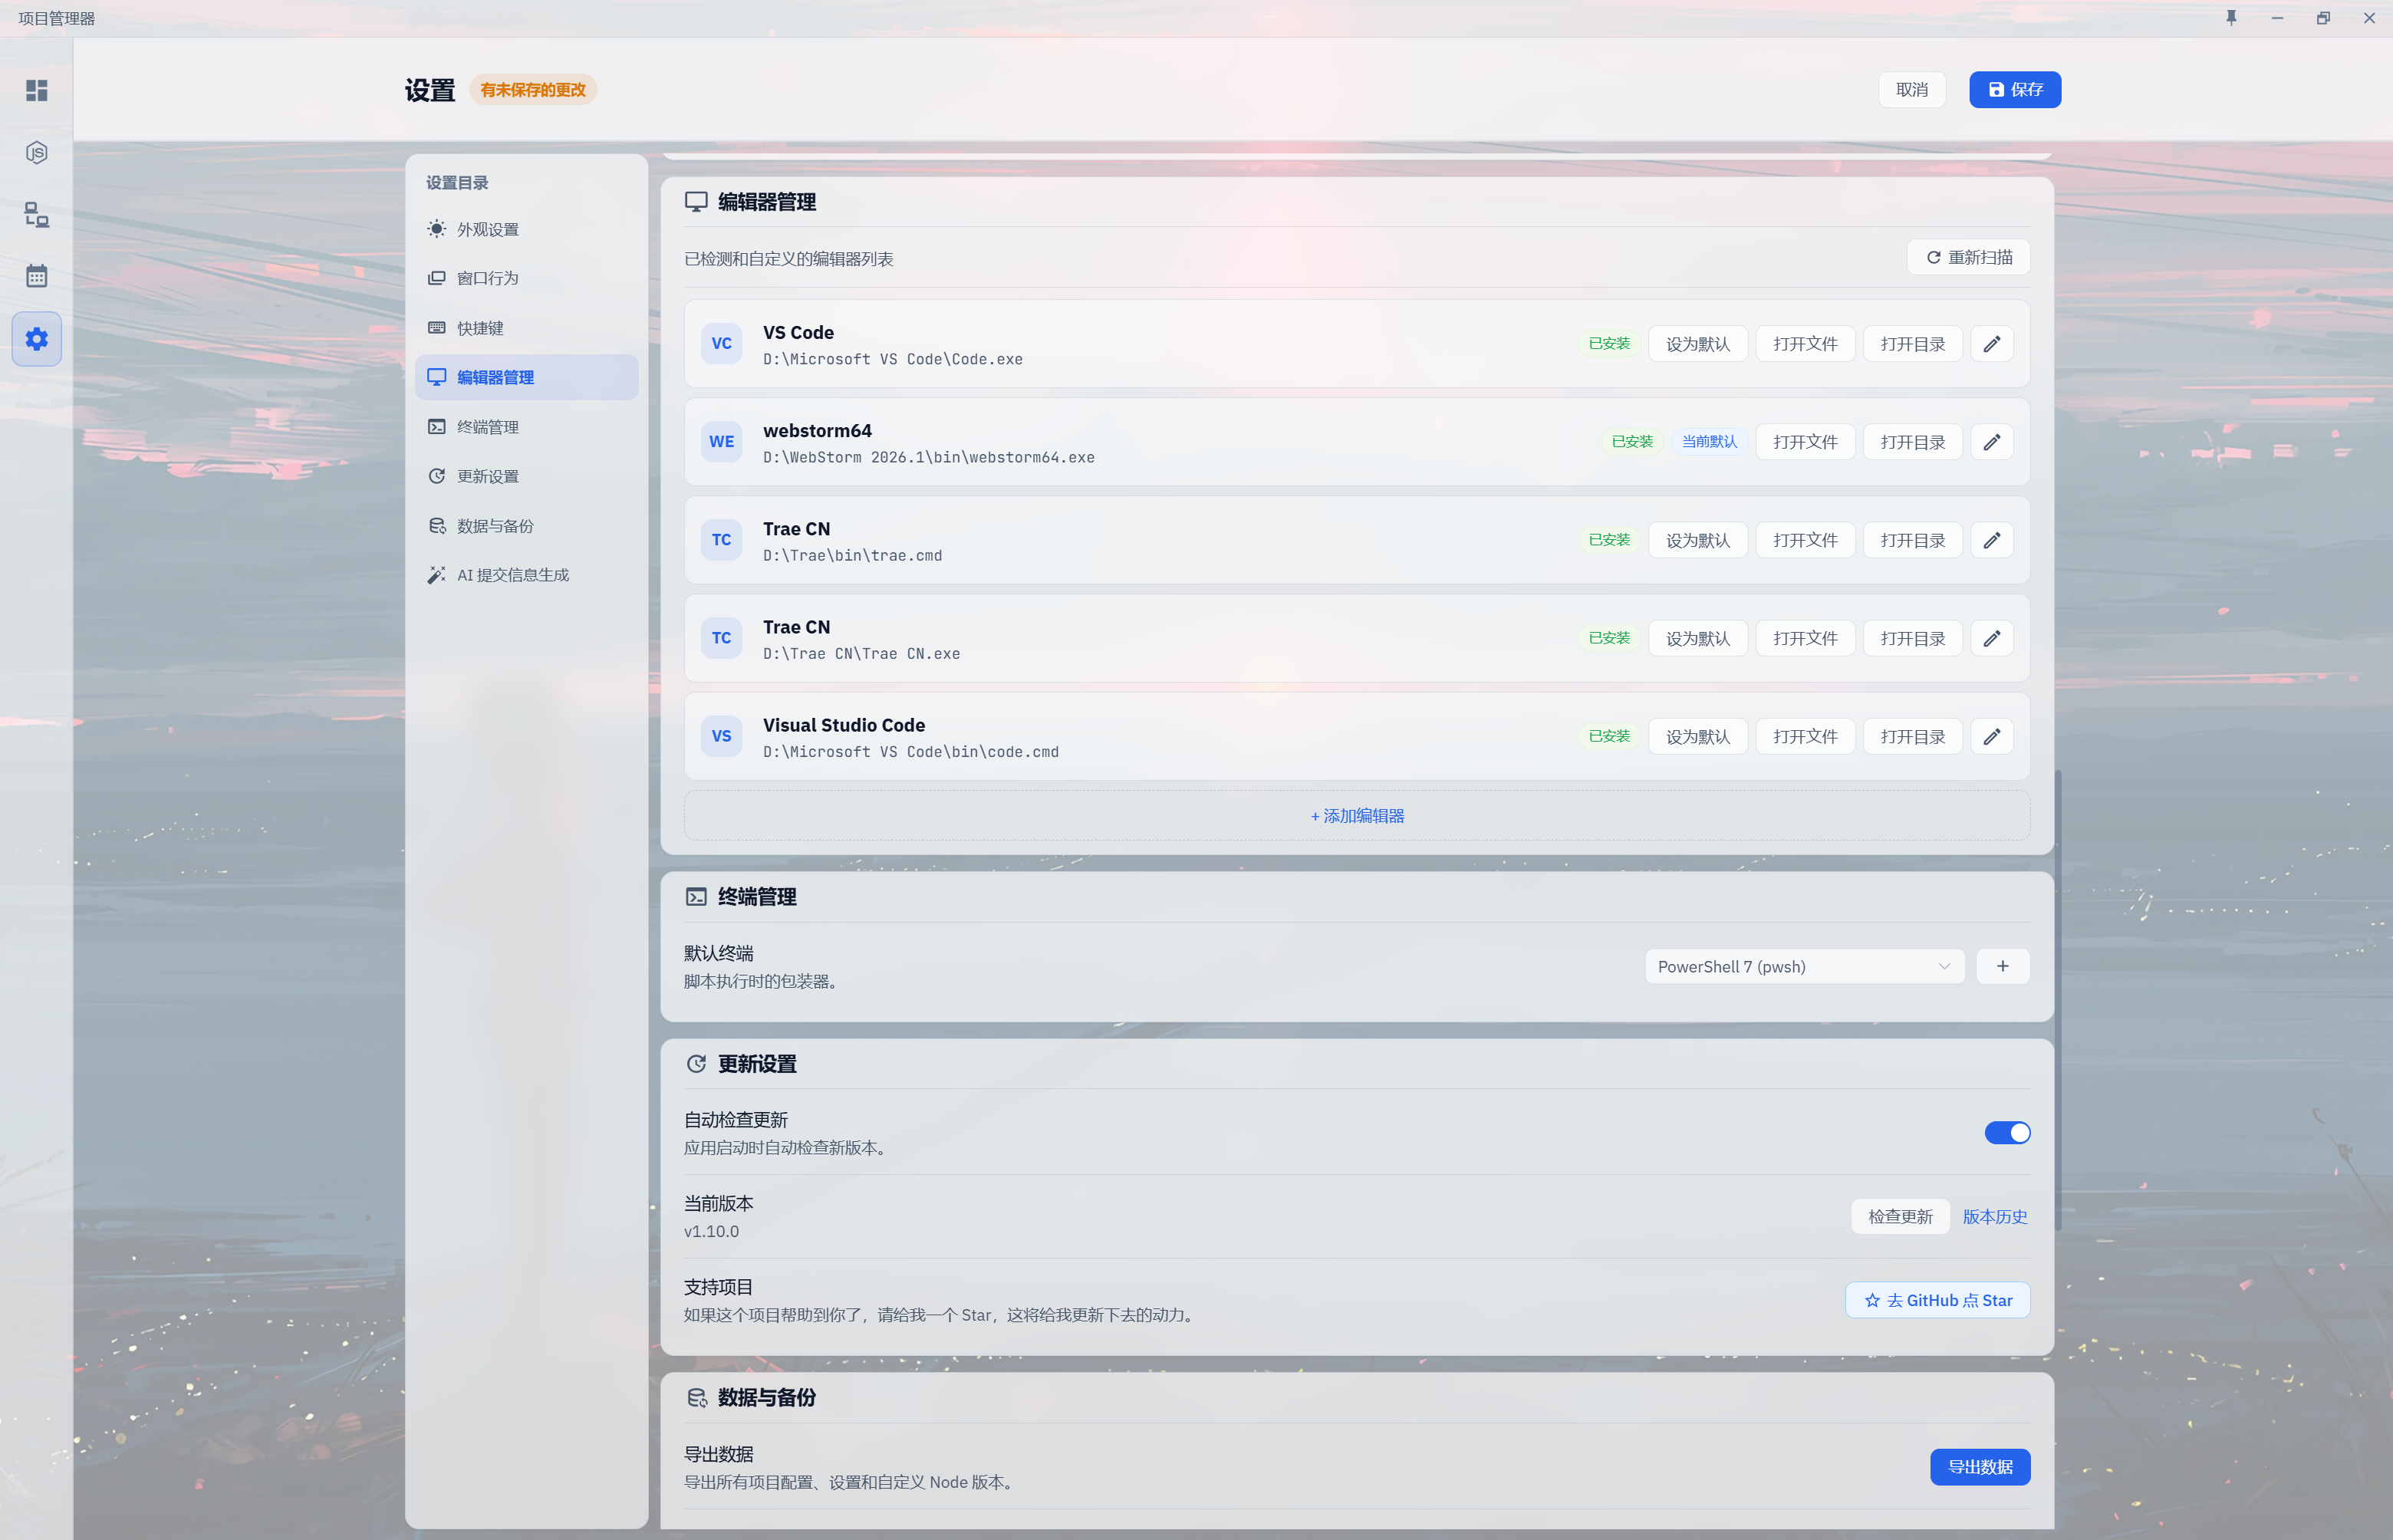 项目管理器
设置
有未保存的更改
取消
保存
设置目录
外观设置
窗口行为
快捷键
编辑器管理
终端管理
更新设置
数据与备份
AI 提交信息生成
编辑器管理
已检测和自定义的编辑器列表
重新扫描
VC
VS Code
D:\Microsoft VS Code\Code.exe
已安装
设为默认
打开文件
打开目录
WE
webstorm64
D:\WebStorm 2026.1\bin\webstorm64.exe
已安装
当前默认
打开文件
打开目录
TC
Trae CN
D:\Trae\bin\trae.cmd
已安装
设为默认
打开文件
打开目录
TC
Trae CN
D:\Trae CN\Trae CN.exe
已安装
设为默认
打开文件
打开目录
VS
Visual Studio Code
D:\Microsoft VS Code\bin\code.cmd
已安装
设为默认
打开文件
打开目录
+ 添加编辑器
终端管理
默认终端
脚本执行时的包装器。
PowerShell 7 (pwsh)
+
更新设置
自动检查更新
应用启动时自动检查新版本。
当前版本
v1.10.0
检查更新
版本历史
支持项目
如果这个项目帮助到你了，请给我一个 Star，这将给我更新下去的动力。
去 GitHub 点 Star
数据与备份
导出数据
导出所有项目配置、设置和自定义 Node 版本。
导出数据